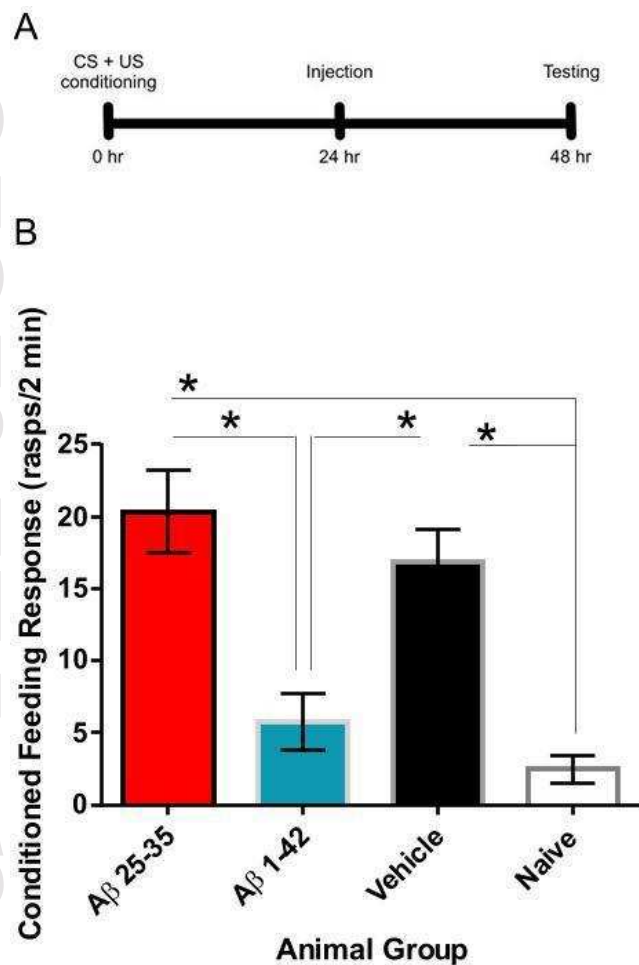 A
CS + US
conditioning
Injection
Testing
0 hr
24 hr
48 hr
B
Conditioned Feeding Response (rasps/2 min)
25
20
15
10
5
0
*
*
*
*
Aβ 25-35
Aβ 1-42
Vehicle
Naive
Animal Group